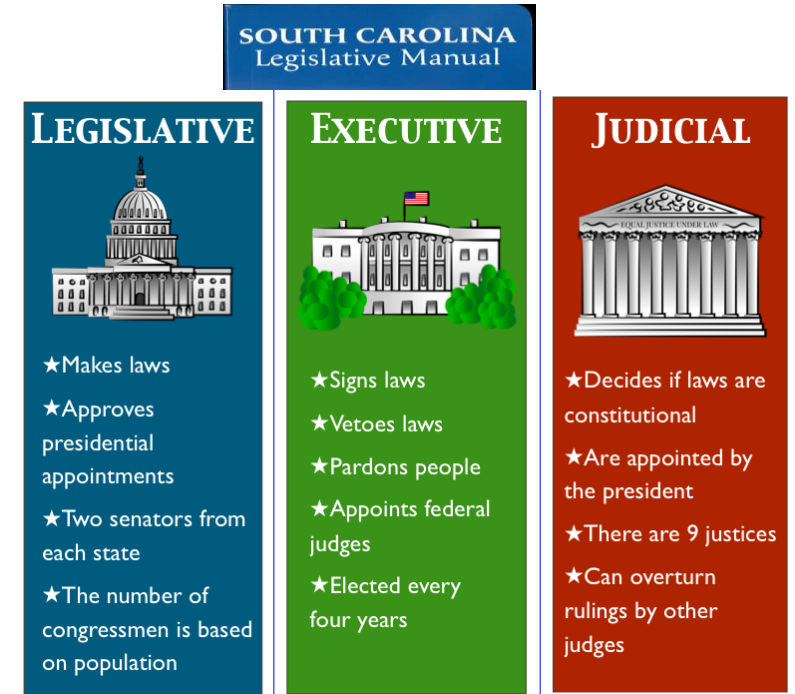 SOUTH CAROLINA
Legislative Manual
LEGISLATIVE
★Makes laws
★Approves
presidential
appointments
★Two senators from
each state
★The number of
congressmen is based
on population
EXECUTIVE
★Signs laws
★Vetoes laws
★Pardons people
★Appoints federal
judges
★Elected every
four years
JUDICIAL
EQUAL JUSTICE UNDER LAW
★Decides if laws are
constitutional
★Are appointed by
the president
★There are 9 justices
★Can overturn
rulings by other
judges